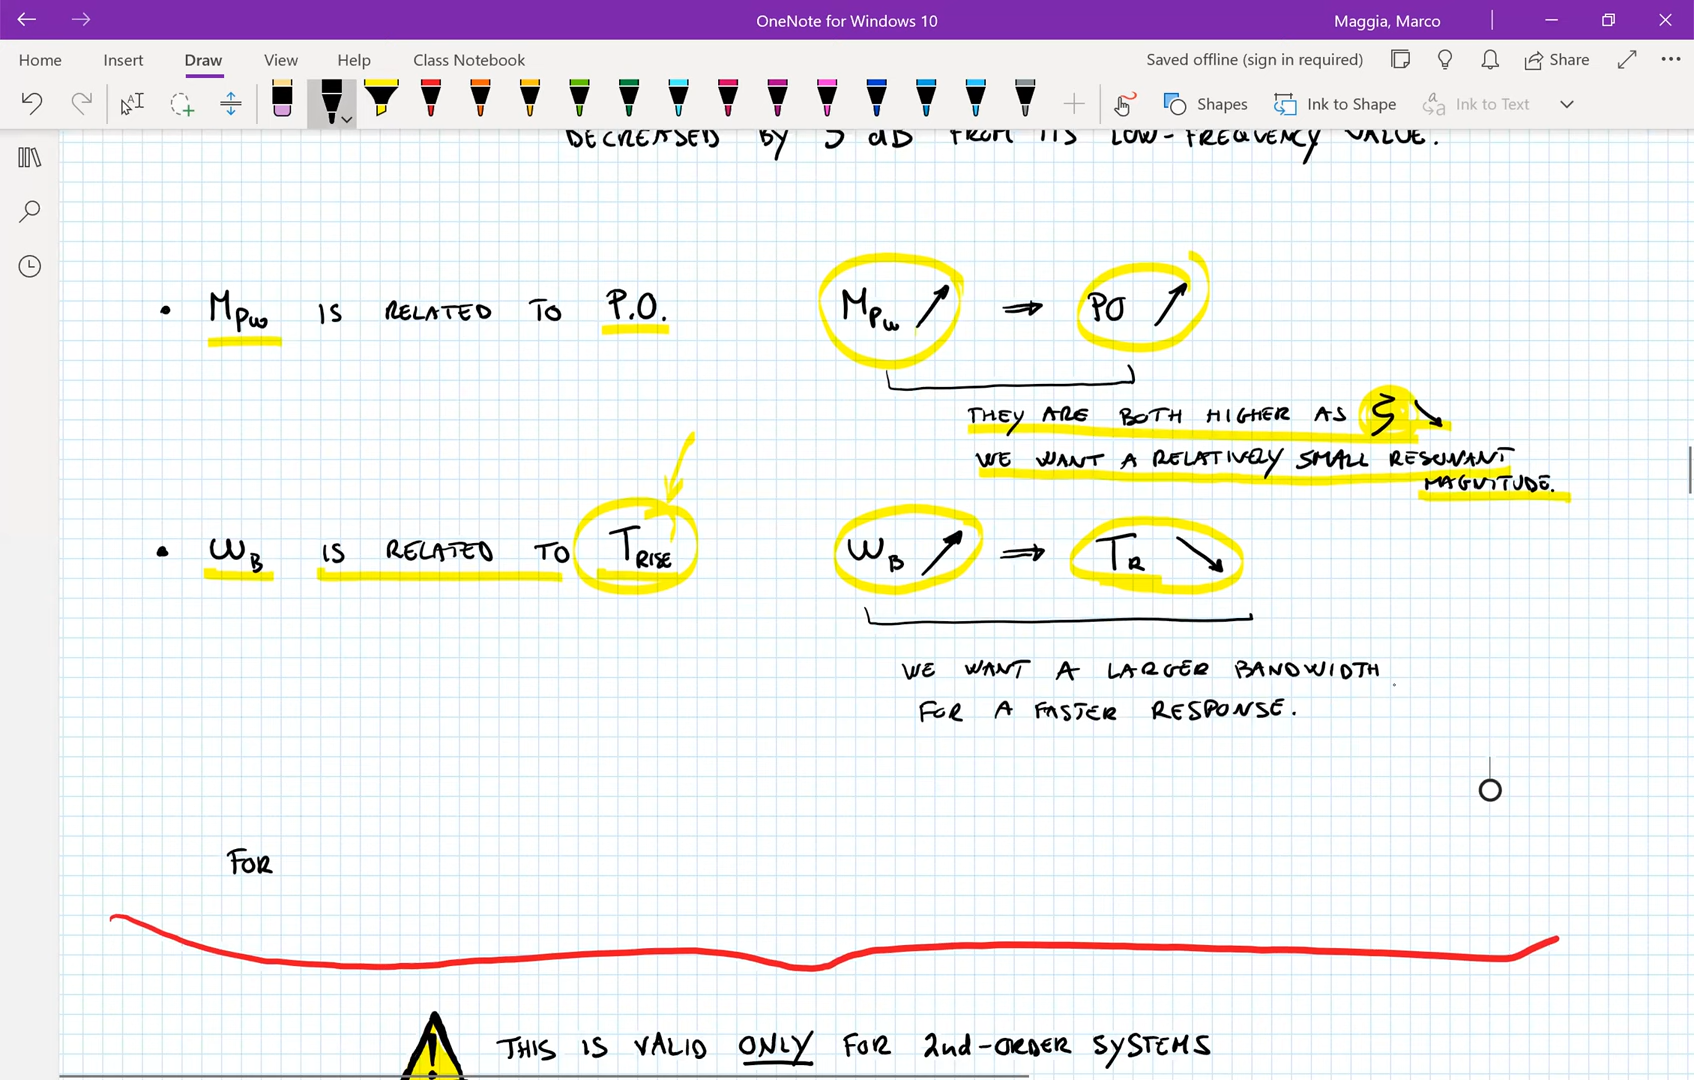 OneNote for Windows 10
Maggia, Marco
Home Insert Draw View Help Class Notebook
Saved offline (sign in required) Share
Shapes Ink to Shape Ink to Text
DECREASED BY 3 dB FROM ITS LOW-FREQUENCY VALUE.
• Mpω IS RELATED TO P.O. Mpω ↗ ⇒ PO ↗
THEY ARE BOTH HIGHER AS ζ ↘
WE WANT A RELATIVELY SMALL RESONANT
MAGNITUDE.
• ωB IS RELATED TO TRISE ωB ↗ ⇒ TR ↘
WE WANT A LARGER BANDWIDTH
FOR A FASTER RESPONSE.
FOR
! THIS IS VALID ONLY FOR 2nd-ORDER SYSTEMS